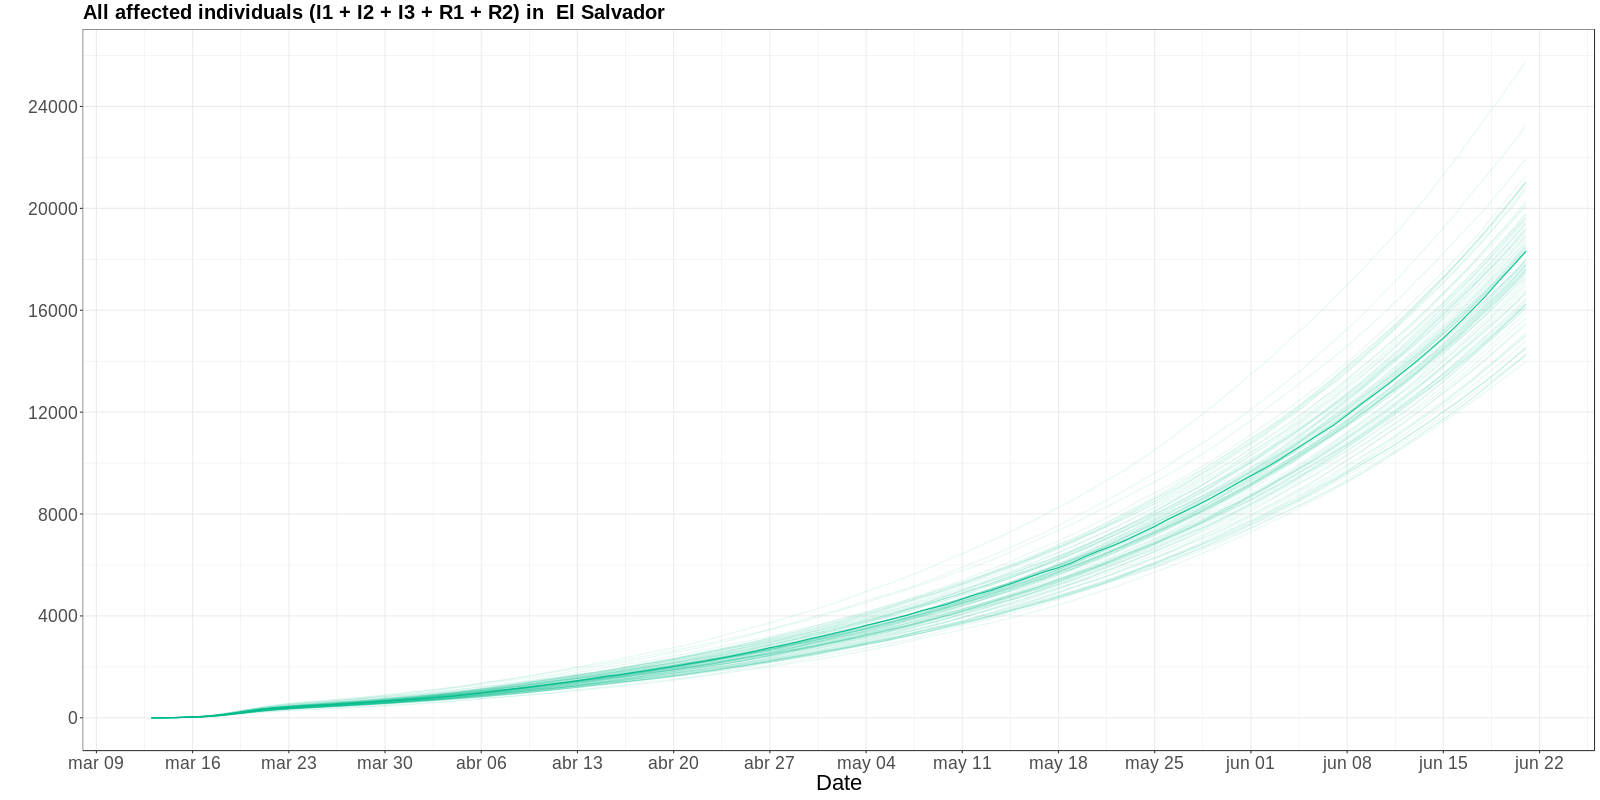 All affected individuals (I1 + I2 + I3 + R1 + R2) in  El Salvador
24000
20000
16000
12000
8000
4000
0
mar 09 mar 16 mar 23 mar 30 abr 06 abr 13 abr 20 abr 27 may 04 may 11 may 18 may 25 jun 01 jun 08 jun 15 jun 22
Date